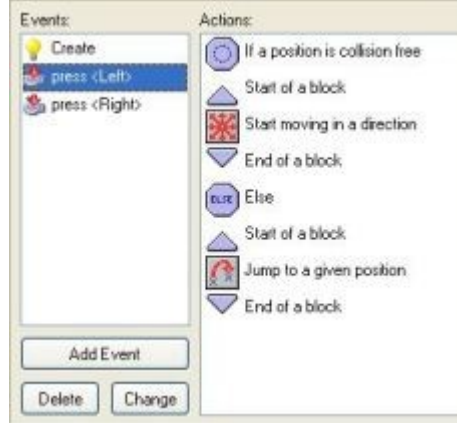 Events:
Create
press <Left>
press <Right>
Add Event
Delete
Change
Actions:
If a position is collision free
Start of a block
Start moving in a direction
End of a block
ELSE Else
Start of a block
Jump to a given position
End of a block